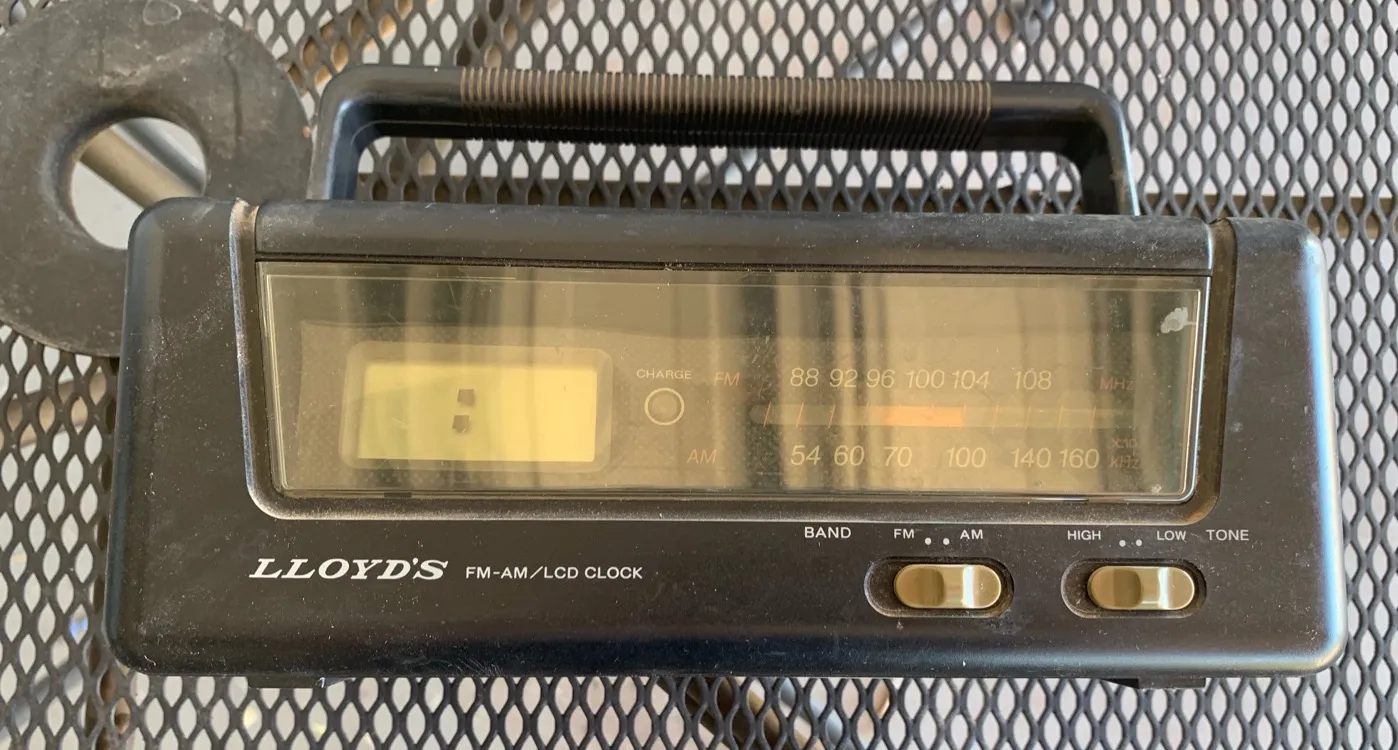 CHARGE
FM 88 92 96 100 104 108 MHz
AM 54 60 70 100 140 160 X10 KHz
BAND FM AM HIGH LOW TONE
LLOYD'S FM-AM/LCD CLOCK